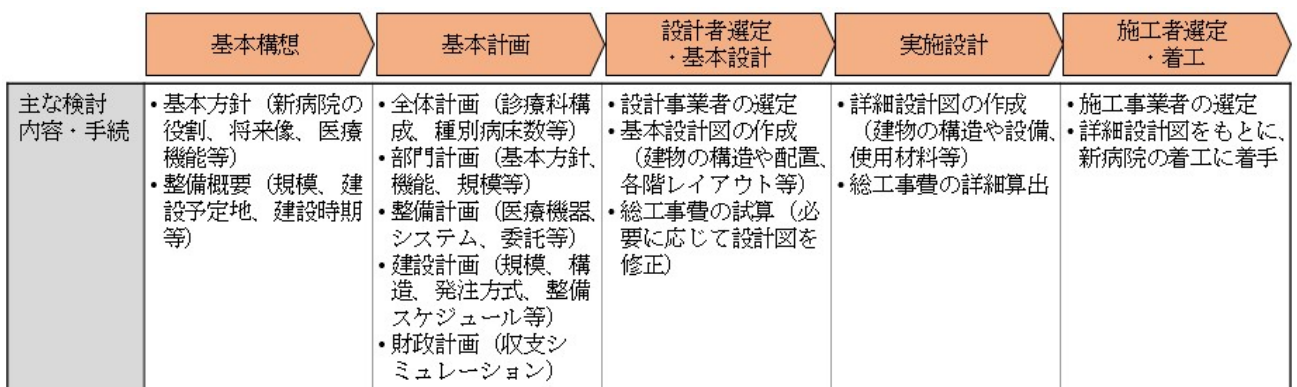 基本構想
基本計画
設計者選定
・基本設計
実施設計
施工者選定
・着工
主な検討
内容・手続
・基本方針（新病院の
役割、将来像、医療
機能等）
・整備概要（規模、建
設予定地、建設時期
等）
・全体計画（診療科構
成、種別病床数等）
・部門計画（基本方針、
機能、規模等）
・整備計画（医療機器、
システム、委託等）
・建設計画（規模、構
造、発注方式、整備
スケジュール等）
・財政計画（収支シ
ミュレーション）
・設計事業者の選定
・基本設計図の作成
（建物の構造や配置、
各階レイアウト等）
・総工事費の試算（必
要に応じて設計図を
修正）
・詳細設計図の作成
（建物の構造や設備、
使用材料等）
・総工事費の詳細算出
・施工事業者の選定
・詳細設計図をもとに、
新病院の着工に着手